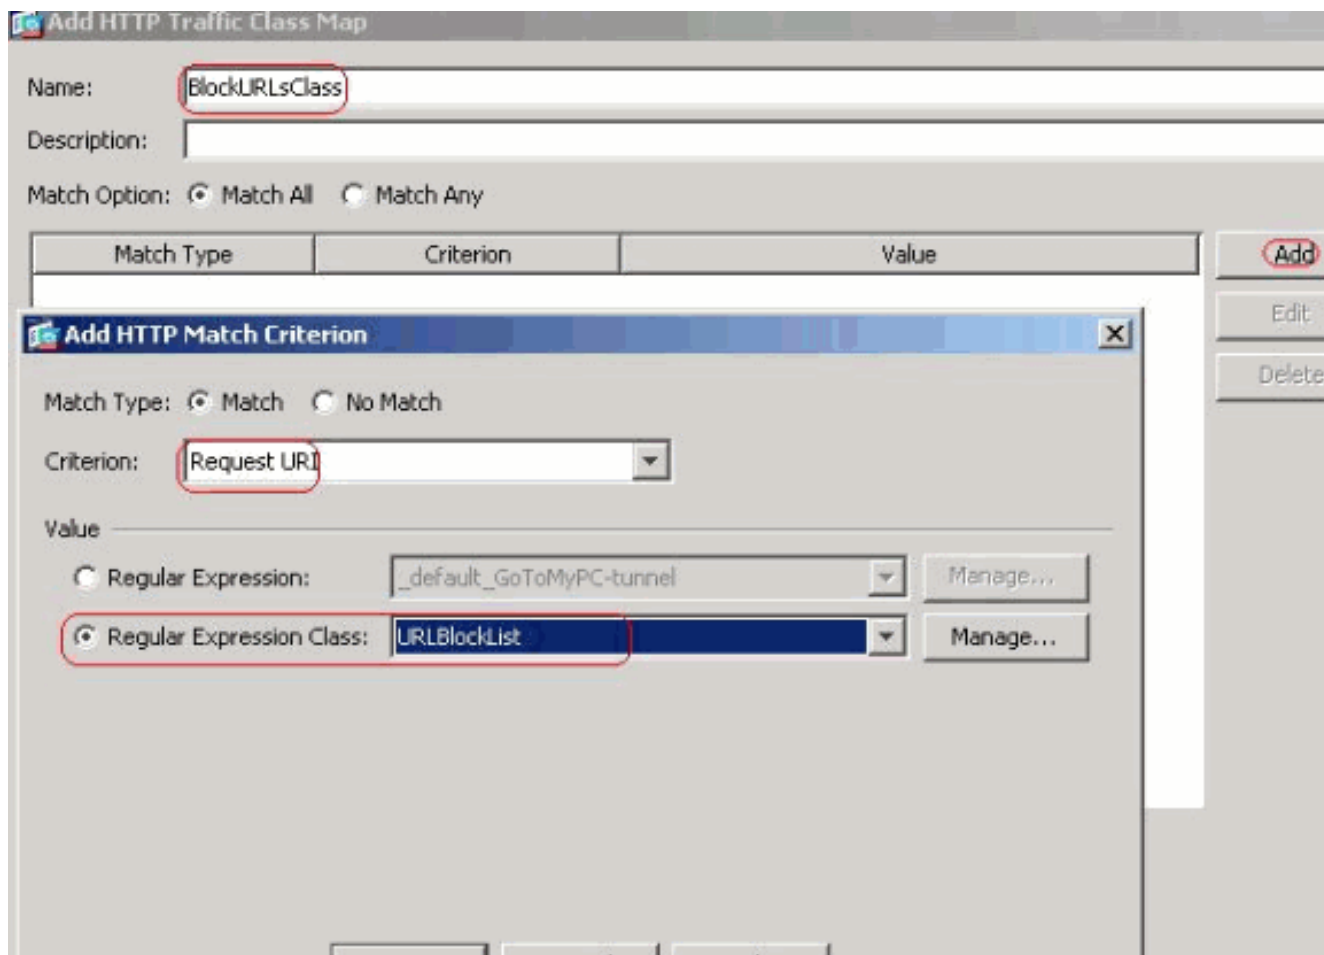 Add HTTP Traffic Class Map
Name: BlockURLsClass
Description:
Match Option: Match All Match Any
Match Type Criterion Value
Add
Edit
Delete
Add HTTP Match Criterion
Match Type: Match No Match
Criterion: Request URI
Value
Regular Expression: _default_GoToMyPC-tunnel Manage...
Regular Expression Class: URLBlockList Manage...